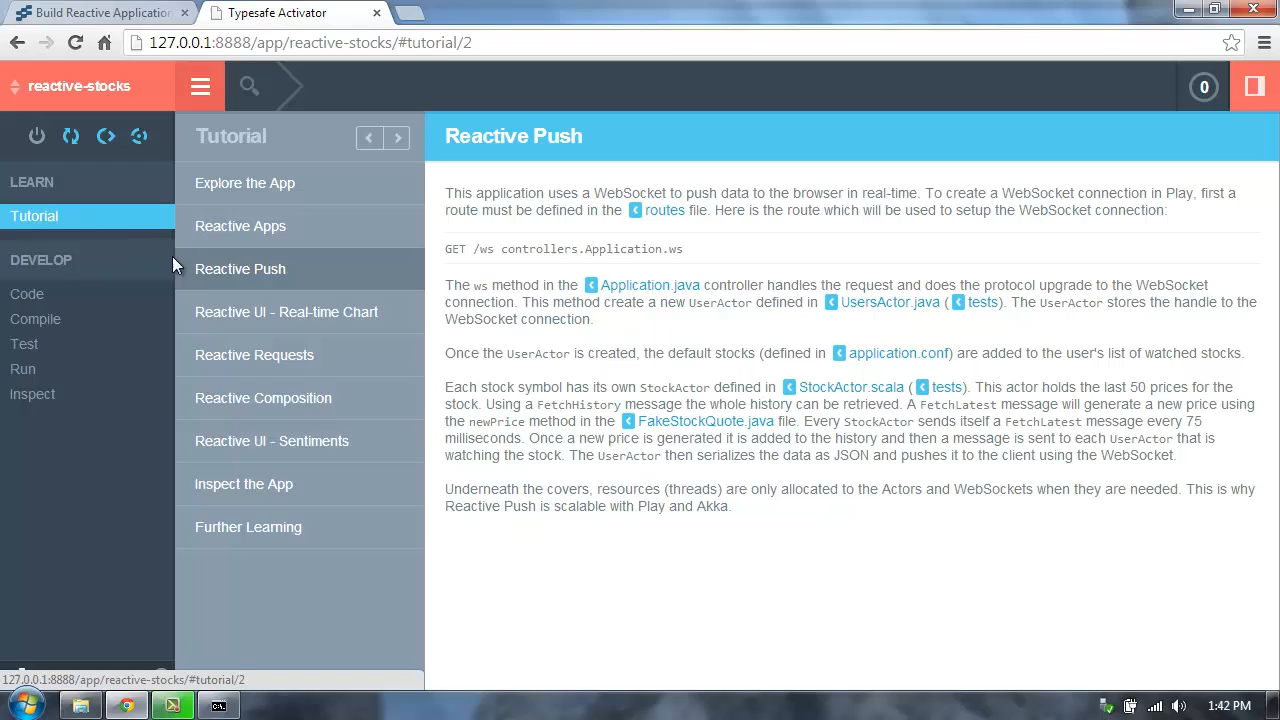 Build Reactive Application
Typesafe Activator
127.0.0.1:8888/app/reactive-stocks/#tutorial/2
reactive-stocks
0
LEARN
Tutorial
DEVELOP
Code
Compile
Test
Run
Inspect
Tutorial
Explore the App
Reactive Apps
Reactive Push
Reactive UI - Real-time Chart
Reactive Requests
Reactive Composition
Reactive UI - Sentiments
Inspect the App
Further Learning
Reactive Push
This application uses a WebSocket to push data to the browser in real-time. To create a WebSocket connection in Play, first a
route must be defined in the routes file. Here is the route which will be used to setup the WebSocket connection:
GET /ws controllers.Application.ws
The ws method in the Application.java controller handles the request and does the protocol upgrade to the WebSocket
connection. This method create a new UserActor defined in UsersActor.java ( tests). The UserActor stores the handle to the
WebSocket connection.
Once the UserActor is created, the default stocks (defined in application.conf) are added to the user's list of watched stocks.
Each stock symbol has its own StockActor defined in StockActor.scala ( tests). This actor holds the last 50 prices for the
stock. Using a FetchHistory message the whole history can be retrieved. A FetchLatest message will generate a new price using
the newPrice method in the FakeStockQuote.java file. Every StockActor sends itself a FetchLatest message every 75
milliseconds. Once a new price is generated it is added to the history and then a message is sent to each UserActor that is
watching the stock. The UserActor then serializes the data as JSON and pushes it to the client using the WebSocket.
Underneath the covers, resources (threads) are only allocated to the Actors and WebSockets when they are needed. This is why
Reactive Push is scalable with Play and Akka.
127.0.0.1:8888/app/reactive-stocks/#tutorial/2
1:42 PM